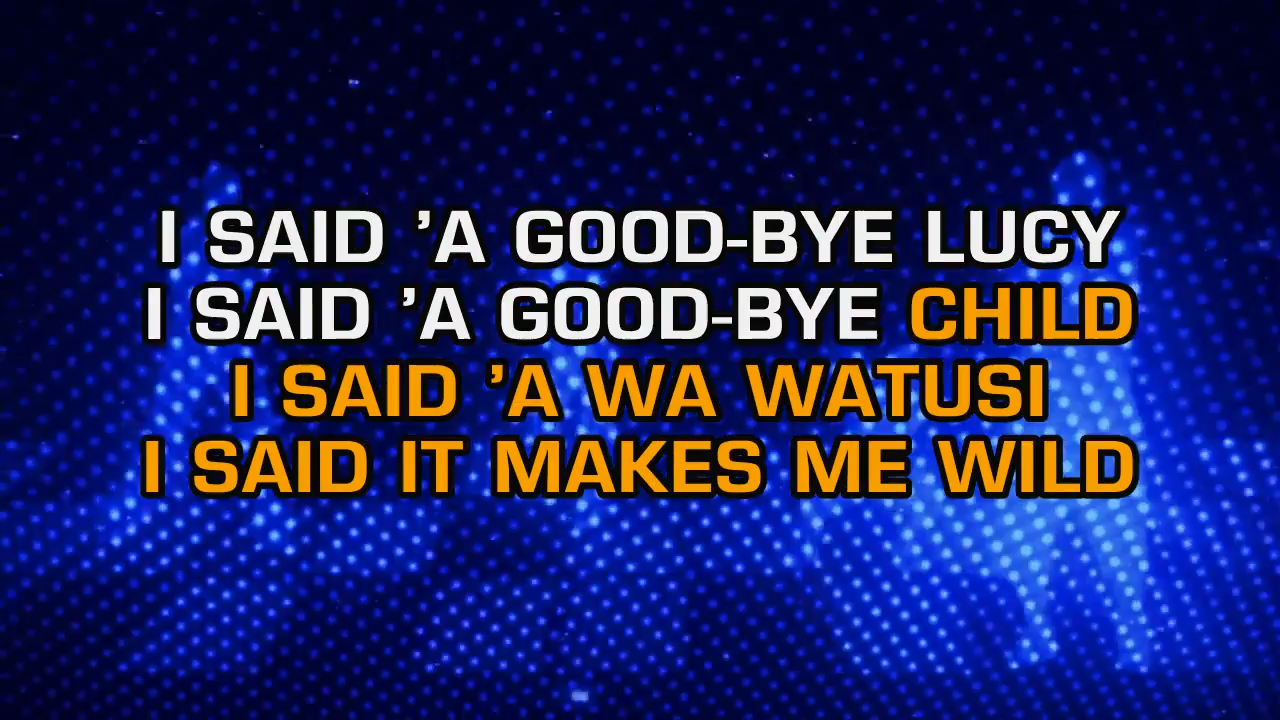 I SAID ’A GOOD-BYE LUCY
I SAID ’A GOOD-BYE CHILD
I SAID ’A WA WATUSI
I SAID IT MAKES ME WILD